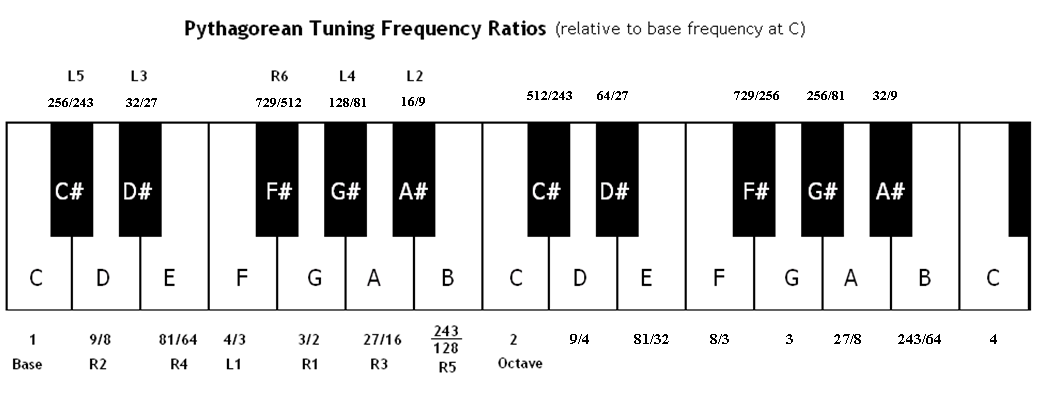 Pythagorean Tuning Frequency Ratios (relative to base frequency at C)
L5 L3 R6 L4 L2
256/243 32/27 729/512 128/81 16/9 512/243 64/27 729/256 256/81 32/9
C# D# F# G# A# C# D# F# G# A#
C D E F G A B C D E F G A B C
1 9/8 81/64 4/3 3/2 27/16 243/128 2 9/4 81/32 8/3 3 27/8 243/64 4
Base R2 R4 L1 R1 R3 R5 Octave